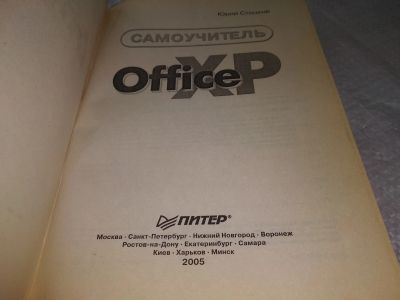 Юрий Стоцкий
САМОУЧИТЕЛЬ
Office XP
ПИТЕР®
Москва · Санкт-Петербург · Нижний Новгород · Воронеж
Ростов-на-Дону · Екатеринбург · Самара
Киев · Харьков · Минск
2005